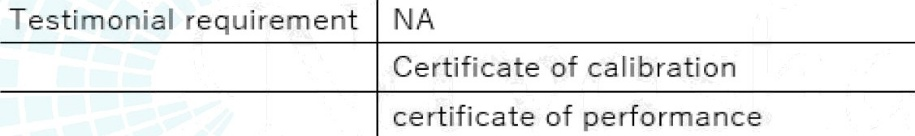 Testimonial requirement NA
Certificate of calibration
certificate of performance